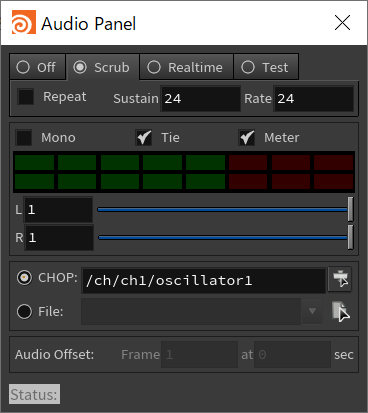 Audio Panel
Off Scrub Realtime Test
Repeat Sustain 24 Rate 24
Mono Tie Meter
L 1
R 1
CHOP: /ch/ch1/oscillator1
File:
Audio Offset: Frame 1 at 0 sec
Status: